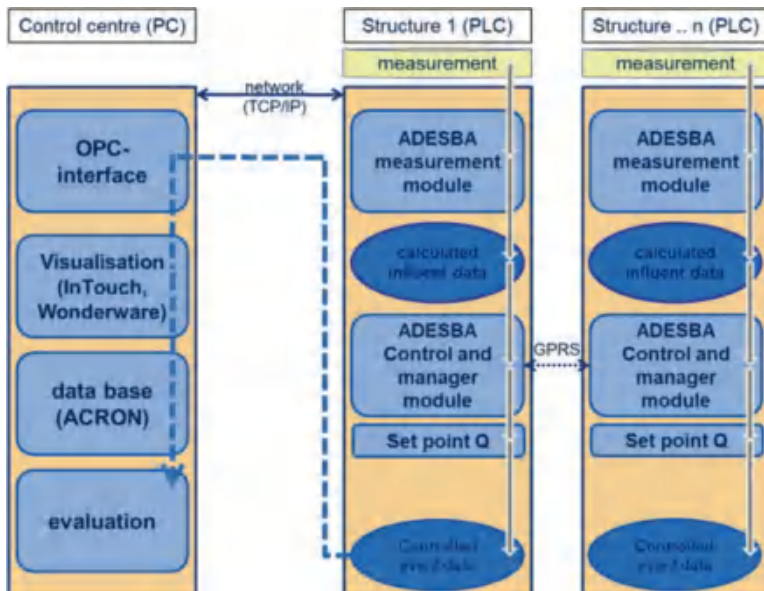 Control centre (PC)
Structure 1 (PLC)
Structure .. n (PLC)
measurement
measurement
network
(TCP/IP)
OPC-
interface
Visualisation
(InTouch,
Wonderware)
data base
(ACRON)
evaluation
ADESBA
measurement
module
calculated
influent data
ADESBA
Control and
manager
module
Set point Q
Controlled
GPRS
ADESBA
measurement
module
calculated
influent data
ADESBA
Control and
manager
module
Set point Q
Controlled